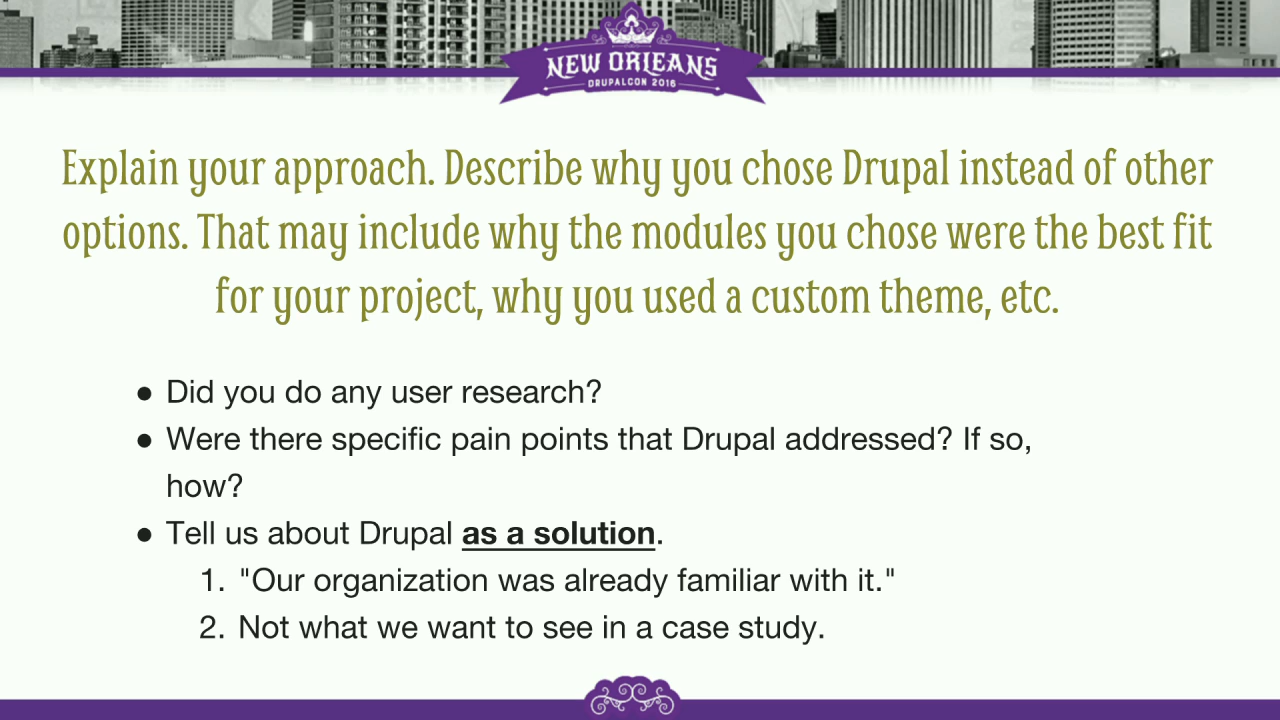 NEW ORLEANS
DRUPALCON 2016
Explain your approach. Describe why you chose Drupal instead of other
options. That may include why the modules you chose were the best fit
for your project, why you used a custom theme, etc.
● Did you do any user research?
● Were there specific pain points that Drupal addressed? If so,
how?
● Tell us about Drupal as a solution.
1. "Our organization was already familiar with it."
2. Not what we want to see in a case study.